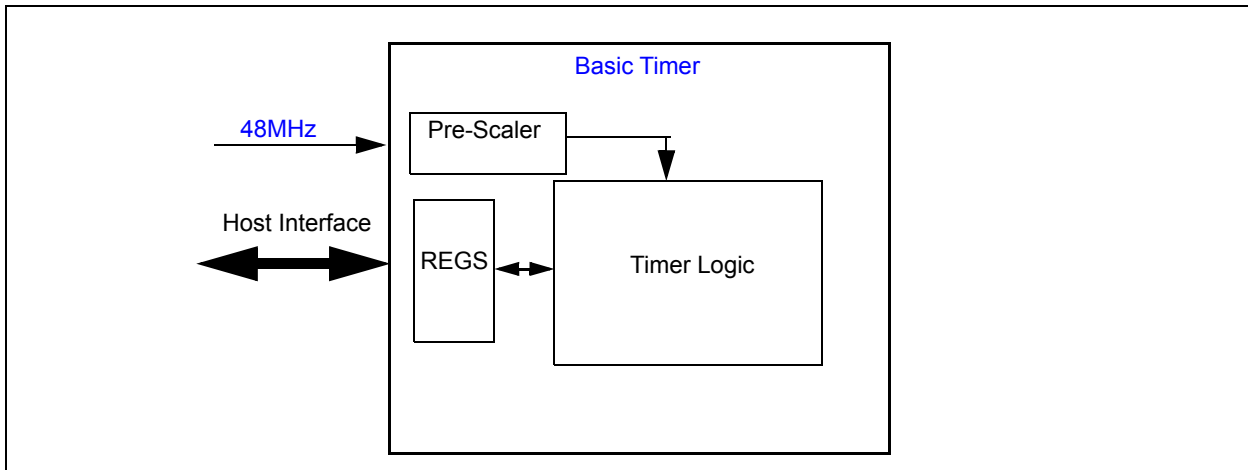 Basic Timer
48MHz
Pre-Scaler
Host Interface
REGS
Timer Logic